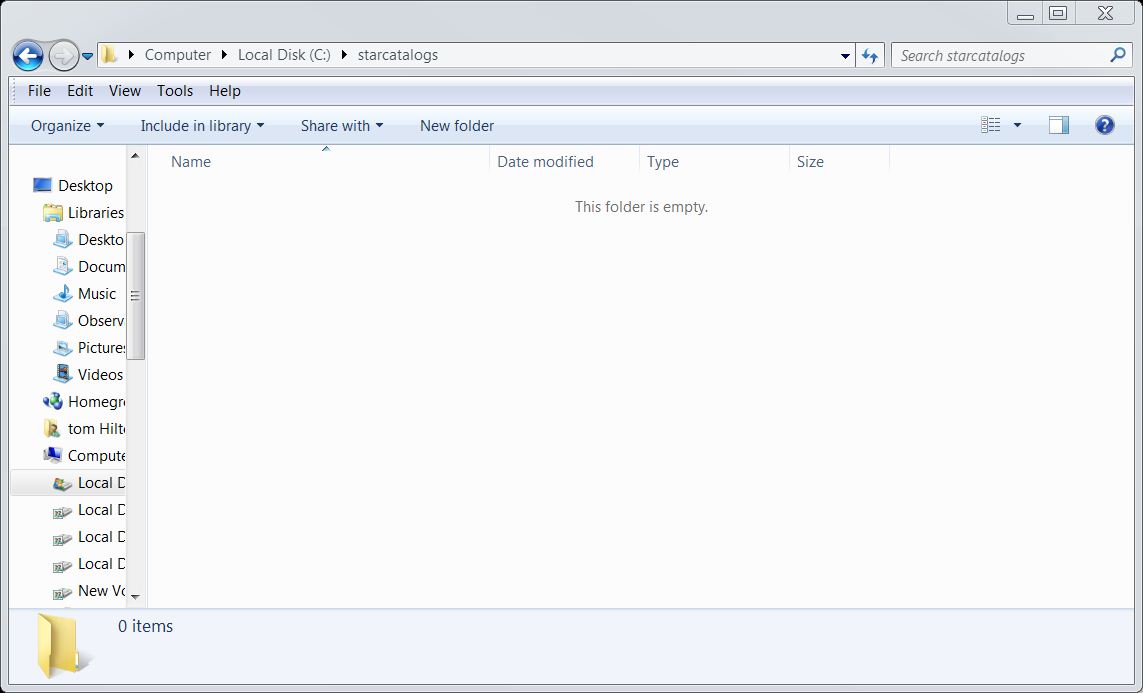 Computer Local Disk (C:) starcatalogs Search starcatalogs
File Edit View Tools Help
Organize Include in library Share with New folder
Name Date modified Type Size
This folder is empty.
Desktop
Libraries
Deskto
Docum
Music
Observ
Pictures
Videos
Homegr
tom Hilt
Compute
Local D
Local D
Local D
Local D
New Vo
0 items